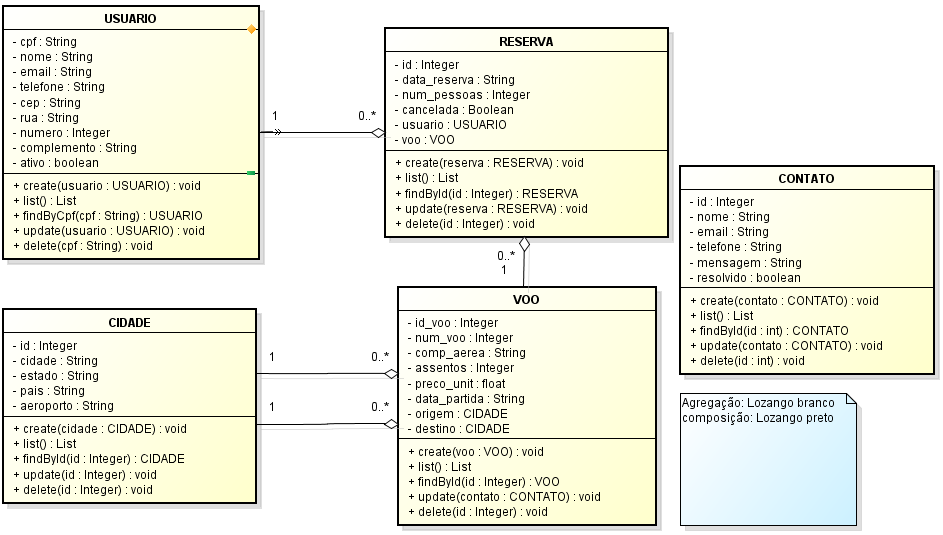 USUARIO
- cpf : String
- nome : String
- email : String
- telefone : String
- cep : String
- rua : String
- numero : Integer
- complemento : String
- ativo : boolean
+ create(usuario : USUARIO) : void
+ list() : List
+ findByCpf(cpf : String) : USUARIO
+ update(usuario : USUARIO) : void
+ delete(cpf : String) : void
1
0..*
RESERVA
- id : Integer
- data_reserva : String
- num_pessoas : Integer
- cancelada : Boolean
- usuario : USUARIO
- voo : VOO
+ create(reserva : RESERVA) : void
+ list() : List
+ findById(id : Integer) : RESERVA
+ update(reserva : RESERVA) : void
+ delete(id : Integer) : void
0..*
1
CONTATO
- id : Integer
- nome : String
- email : String
- telefone : String
- mensagem : String
- resolvido : boolean
+ create(contato : CONTATO) : void
+ list() : List
+ findById(id : int) : CONTATO
+ update(contato : CONTATO) : void
+ delete(id : int) : void
CIDADE
- id : Integer
- cidade : String
- estado : String
- pais : String
- aeroporto : String
+ create(cidade : CIDADE) : void
+ list() : List
+ findById(id : Integer) : CIDADE
+ update(id : Integer) : void
+ delete(id : Integer) : void
1
0..*
1
0..*
VOO
- id_voo : Integer
- num_voo : Integer
- comp_aerea : String
- assentos : Integer
- preco_unit : float
- data_partida : String
- origem : CIDADE
- destino : CIDADE
+ create(voo : VOO) : void
+ list() : List
+ findById(id : Integer) : VOO
+ update(contato : CONTATO) : void
+ delete(id : Integer) : void
Agregação: Lozango branco
composição: Lozango preto